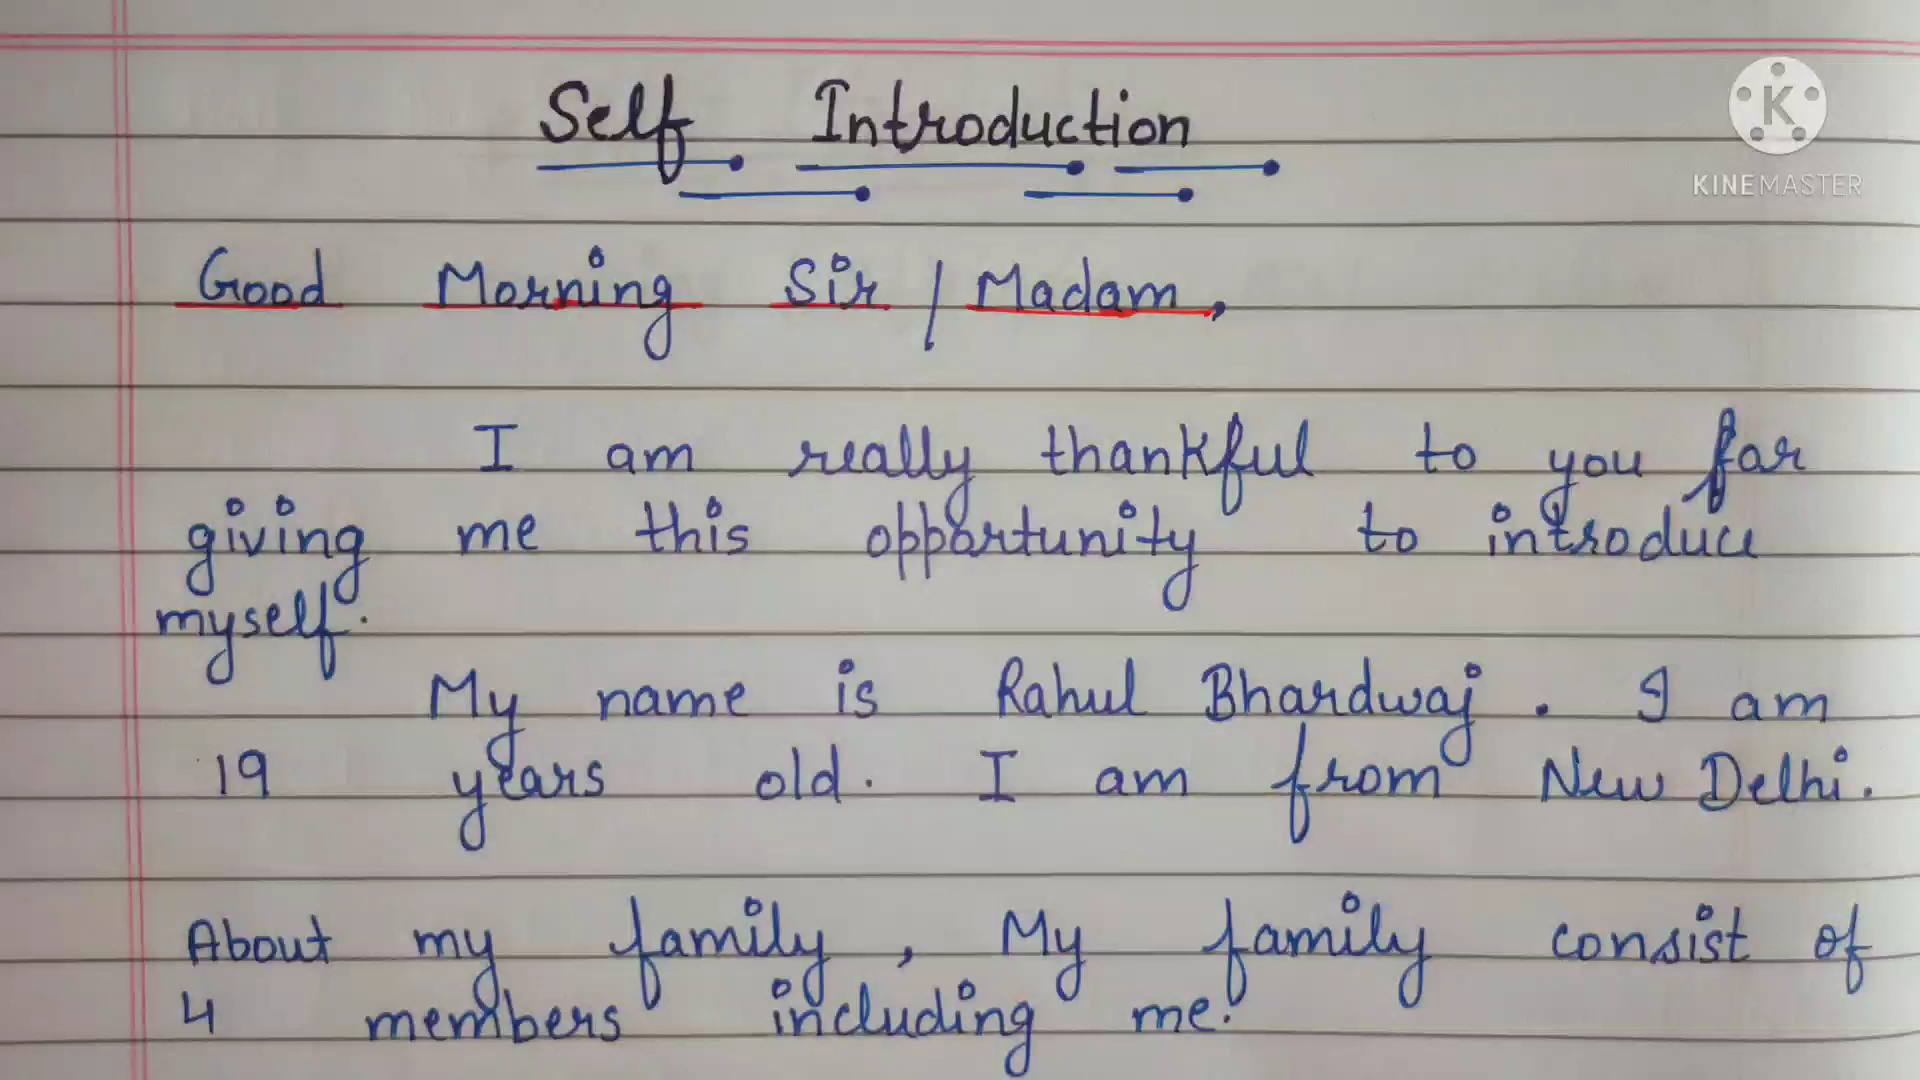 Self Introduction
K
KINEMASTER
Good Morning Sir / Madam,
I am really thankful to you for
giving me this opportunity to introduce
myself.
My name is Rahul Bhardwaj. I am
19 years old. I am from New Delhi.
About my family, My family consist of
4 members including me.